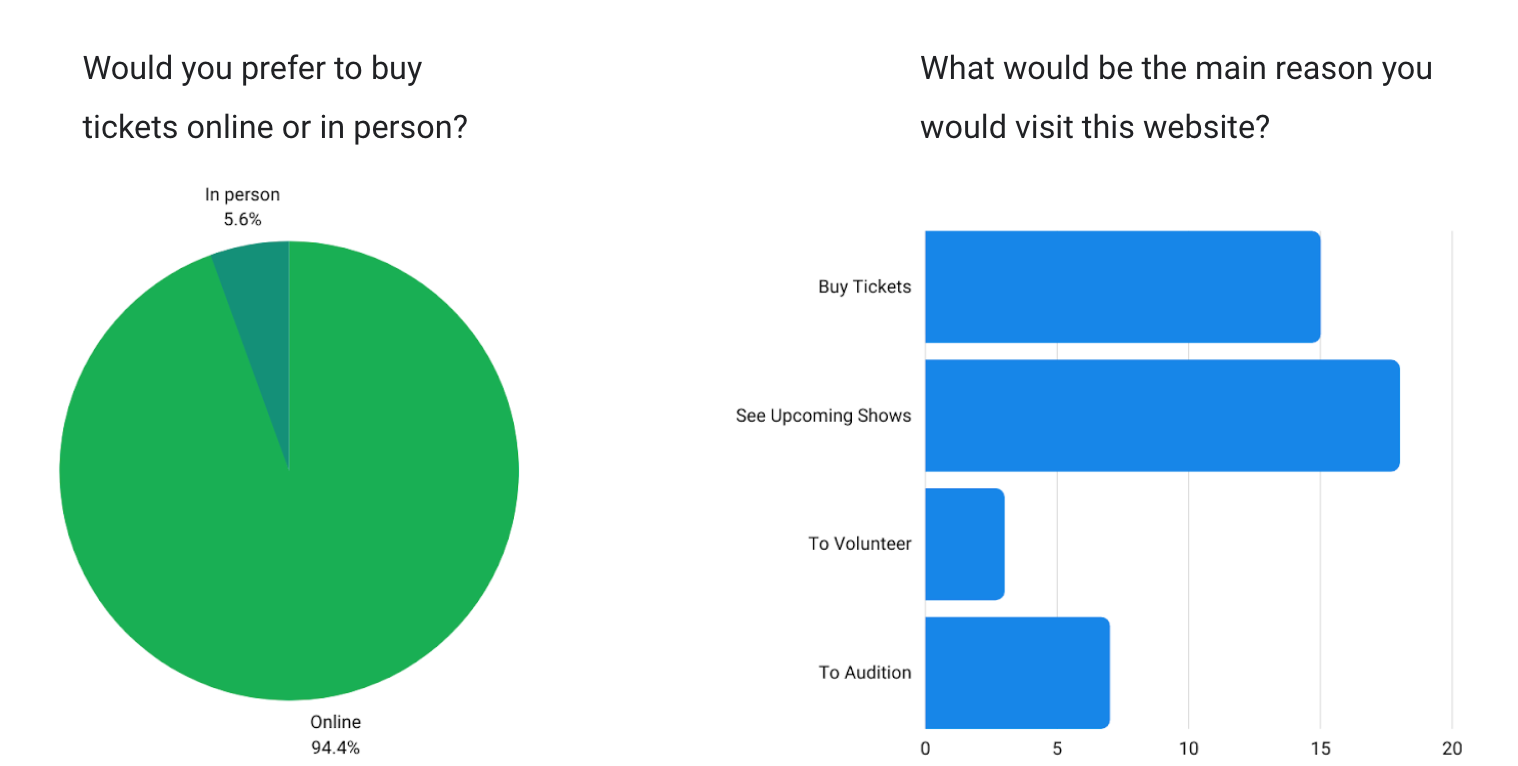 Would you prefer to buy
tickets online or in person?
In person
5.6%
Online
94.4%
What would be the main reason you
would visit this website?
Buy Tickets
See Upcoming Shows
To Volunteer
To Audition
0 5 10 15 20